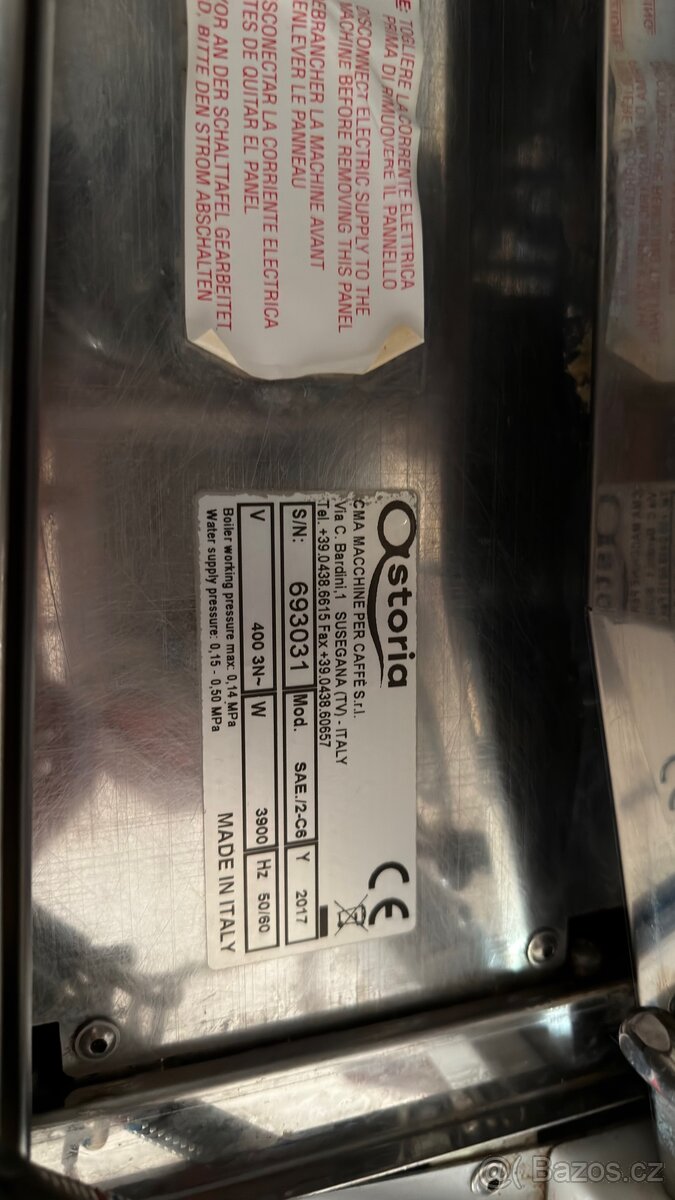 E: TOGLIERE LA CORRENTE ELETTRICA
PRIMA DI RIMUOVERE IL PANNELLO
DISCONNECT ELECTRIC SUPPLY TO THE
MACHINE BEFORE REMOVING THIS PANEL
EBRANCHER LA MACHINE AVANT
ENLEVER LE PANNEAU
SCONECTAR LA CORRIENTE ELECTRICA
TES DE QUITAR EL PANEL
VOR AN DER SCHALTTAFEL GEARBEITET
D, BITTE DEN STROM ABSCHALTEN
astoria
CE
CMA MACCHINE PER CAFFÈ S.r.l.
Via C. Bardini,1 SUSEGANA (TV) - ITALY
Tel. +39.0438.6615 Fax +39.0438.60657
S/N: 693031 Mod. SAE./2-C6 Y 2017
V 400 3N~ W 3900 Hz 50/60
Boiler working pressure max: 0,14 MPa
Water supply pressure: 0,15 - 0,50 MPa
MADE IN ITALY
Bazos.cz